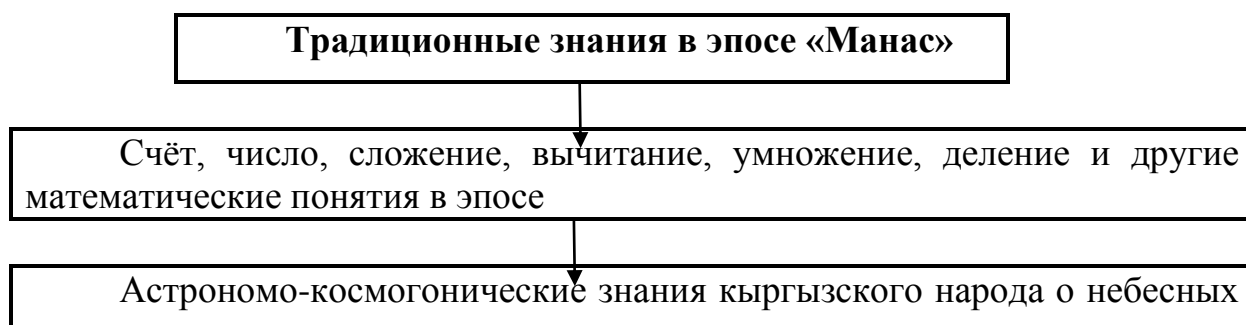 Традиционные знания в эпосе «Манас»
Счёт, число, сложение, вычитание, умножение, деление и другие
математические понятия в эпосе
Астрономо-космогонические знания кыргызского народа о небесных